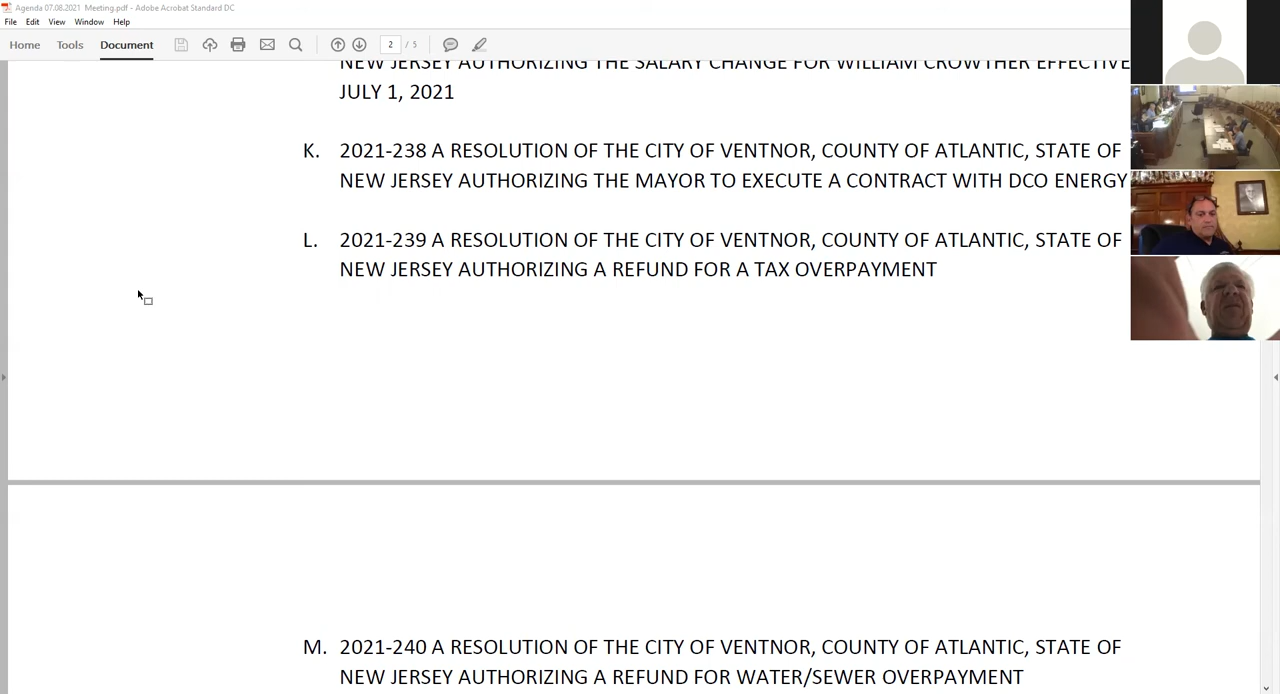 Agenda 07.08.2021 Meeting.pdf - Adobe Acrobat Standard DC
File Edit View Window Help
Home Tools Document 2 / 5
NEW JERSEY AUTHORIZING THE SALARY CHANGE FOR WILLIAM CROWTHER EFFECTIVE
JULY 1, 2021
K. 2021-238 A RESOLUTION OF THE CITY OF VENTNOR, COUNTY OF ATLANTIC, STATE OF
NEW JERSEY AUTHORIZING THE MAYOR TO EXECUTE A CONTRACT WITH DCO ENERGY
L. 2021-239 A RESOLUTION OF THE CITY OF VENTNOR, COUNTY OF ATLANTIC, STATE OF
NEW JERSEY AUTHORIZING A REFUND FOR A TAX OVERPAYMENT
M. 2021-240 A RESOLUTION OF THE CITY OF VENTNOR, COUNTY OF ATLANTIC, STATE OF
NEW JERSEY AUTHORIZING A REFUND FOR WATER/SEWER OVERPAYMENT